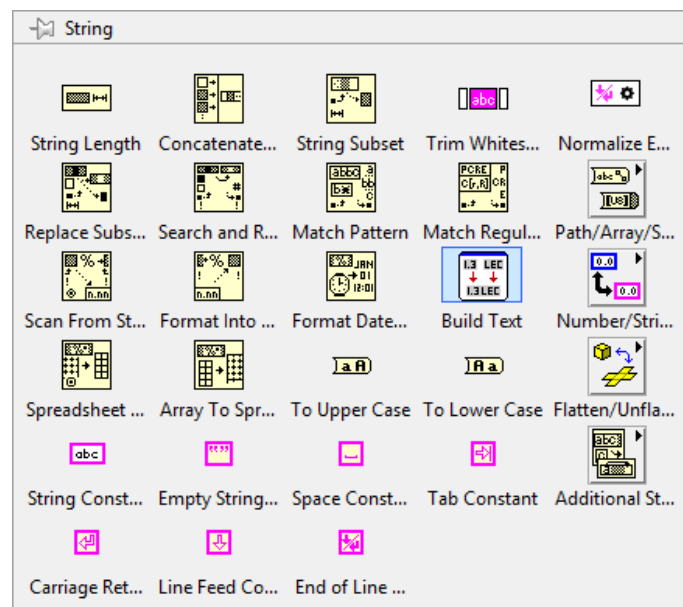 String
String Length Concatenate... String Subset Trim Whites... Normalize E...
Replace Subs... Search and R... Match Pattern Match Regul... Path/Array/S...
Scan From St... Format Into ... Format Date... Build Text Number/Stri...
Spreadsheet ... Array To Spr... To Upper Case To Lower Case Flatten/Unfla...
abc
String Const... Empty String... Space Const... Tab Constant Additional St...
Carriage Ret... Line Feed Co... End of Line ...